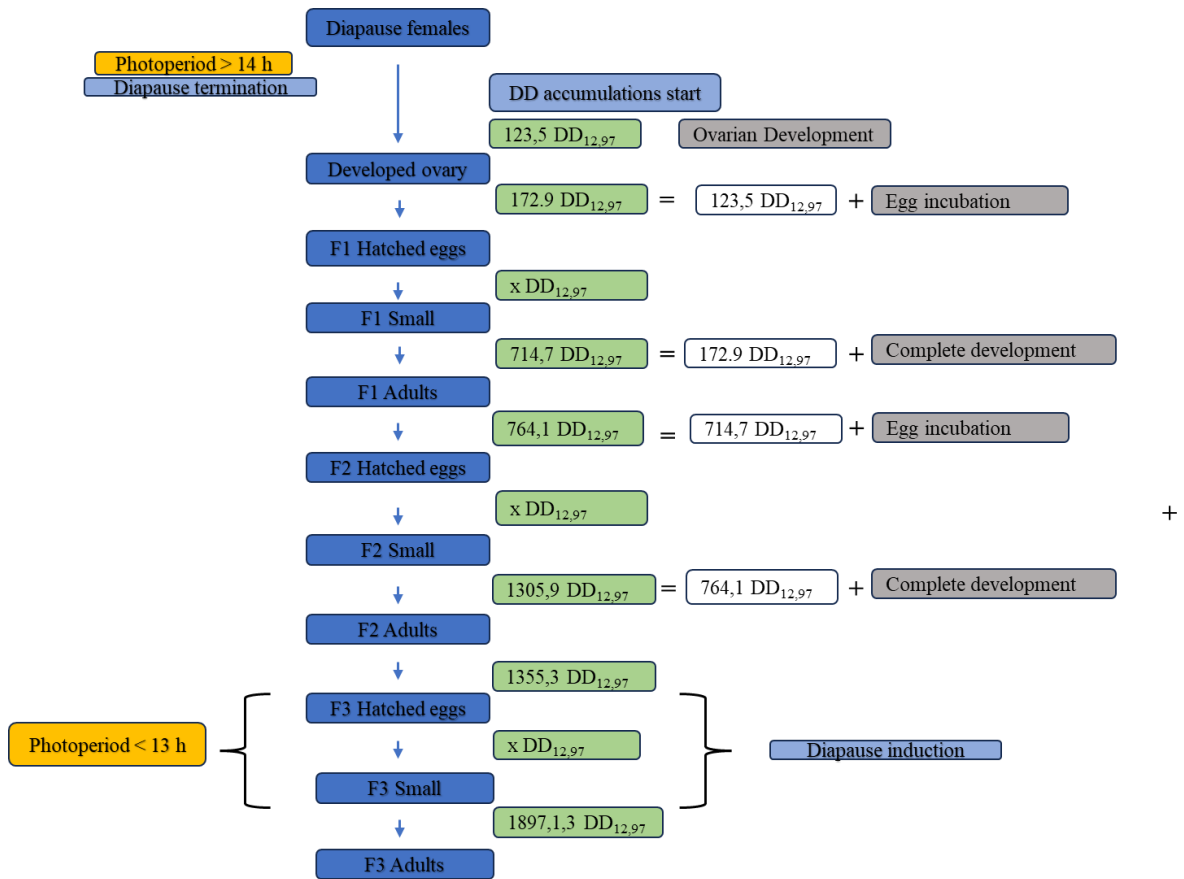 Diapause females
Photoperiod > 14 h
Diapause termination
DD accumulations start
123,5 DD12,97 Ovarian Development
Developed ovary
172.9 DD12,97 = 123,5 DD12,97 + Egg incubation
F1 Hatched eggs
x DD12,97
F1 Small
714,7 DD12,97 = 172.9 DD12,97 + Complete development
F1 Adults
764,1 DD12,97 = 714,7 DD12,97 + Egg incubation
F2 Hatched eggs
x DD12,97
+
F2 Small
1305,9 DD12,97 = 764,1 DD12,97 + Complete development
F2 Adults
1355,3 DD12,97
F3 Hatched eggs
Photoperiod < 13 h
x DD12,97
Diapause induction
F3 Small
1897,1,3 DD12,97
F3 Adults